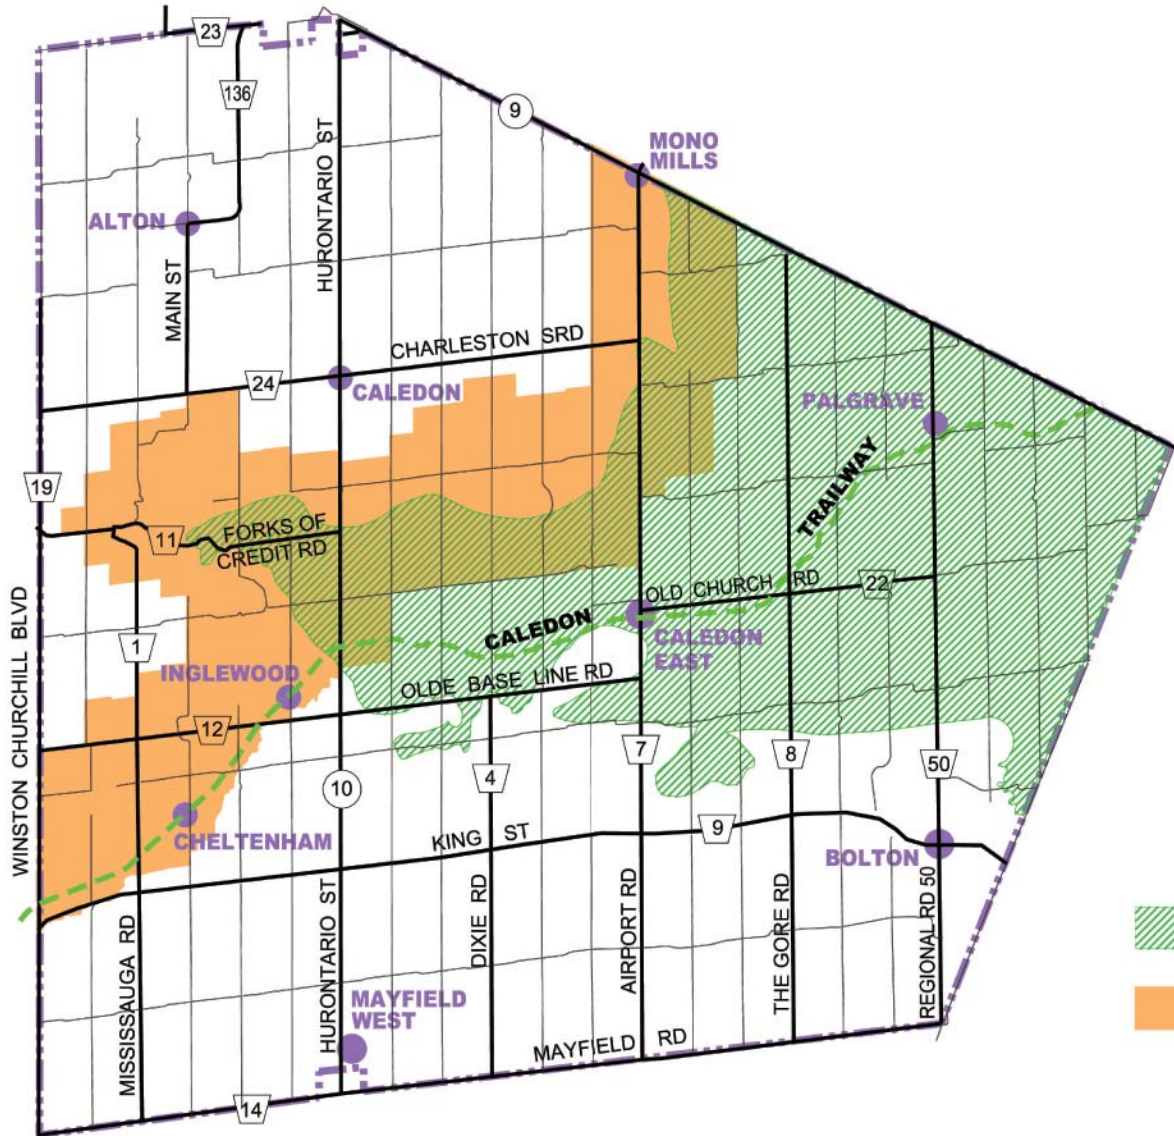 23
136
9
MONO
MILLS
HURONTARIO ST
ALTON
MAIN ST
CHARLESTON SRD
24
CALEDON
PALGRAVE
19
TRAILWAY
11
FORKS OF
CREDIT RD
OLD CHURCH RD
22
1
CALEDON
CALEDON
EAST
WINSTON CHURCHILL BLVD
INGLEWOOD
OLDE BASE LINE RD
12
7
8
50
4
10
CHELTENHAM
KING ST
9
BOLTON
MISSISSAUGA RD
HURONTARIO ST
DIXIE RD
AIRPORT RD
THE GORE RD
REGIONAL RD 50
MAYFIELD
WEST
MAYFIELD RD
14